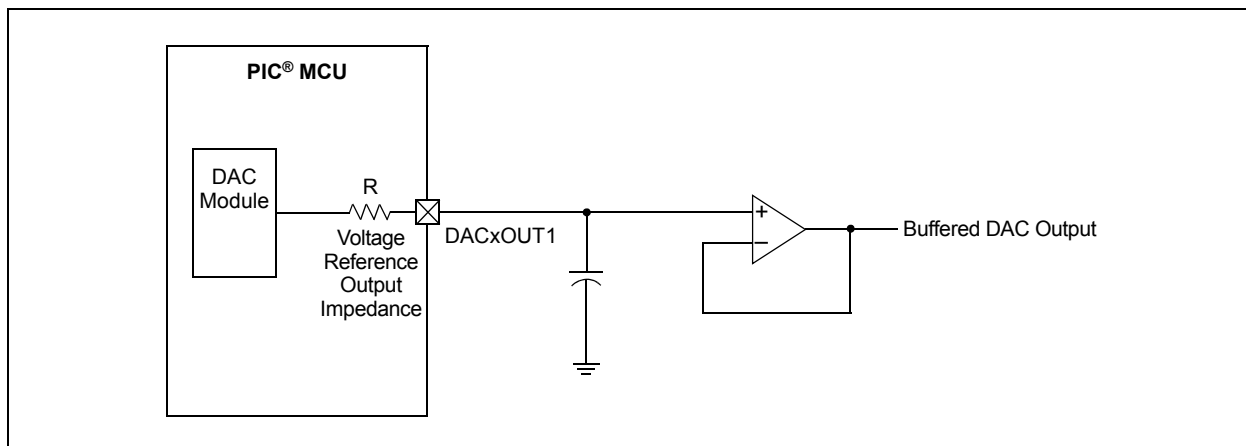 PIC® MCU
DAC
Module
R
DACxOUT1
Voltage
Reference
Output
Impedance
+
−
Buffered DAC Output